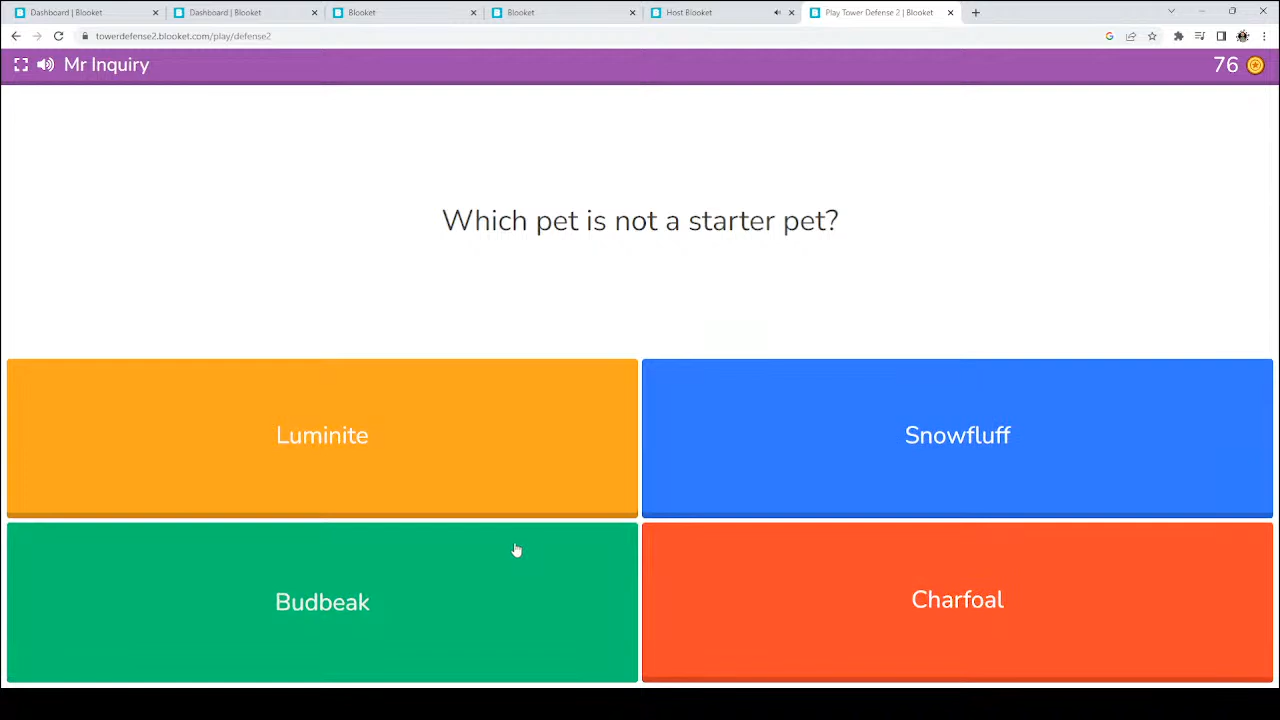 Dashboard | Blooket
Dashboard | Blooket
Blooket
Blooket
Host Blooket
Play Tower Defense 2 | Blooket
towerdefense2.blooket.com/play/defense2
Mr Inquiry
76
Which pet is not a starter pet?
Luminite
Snowfluff
Budbeak
Charfoal